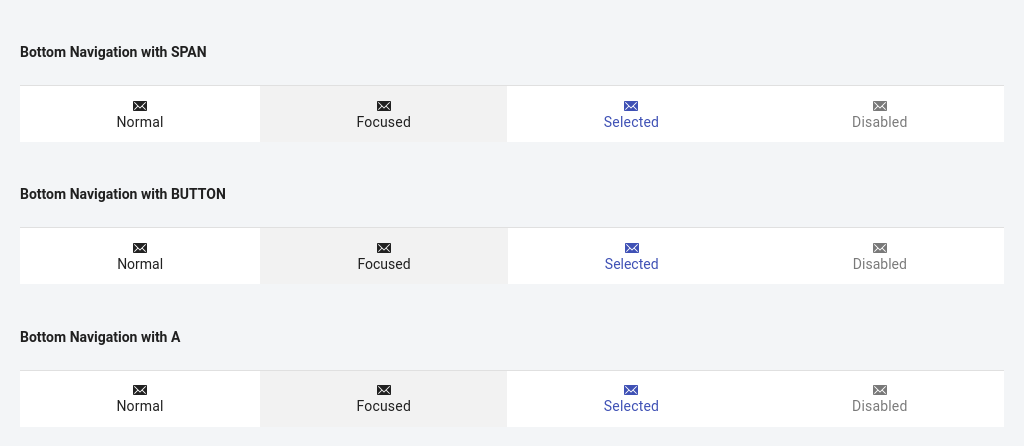 Bottom Navigation with SPAN
Normal Focused Selected Disabled
Bottom Navigation with BUTTON
Normal Focused Selected Disabled
Bottom Navigation with A
Normal Focused Selected Disabled